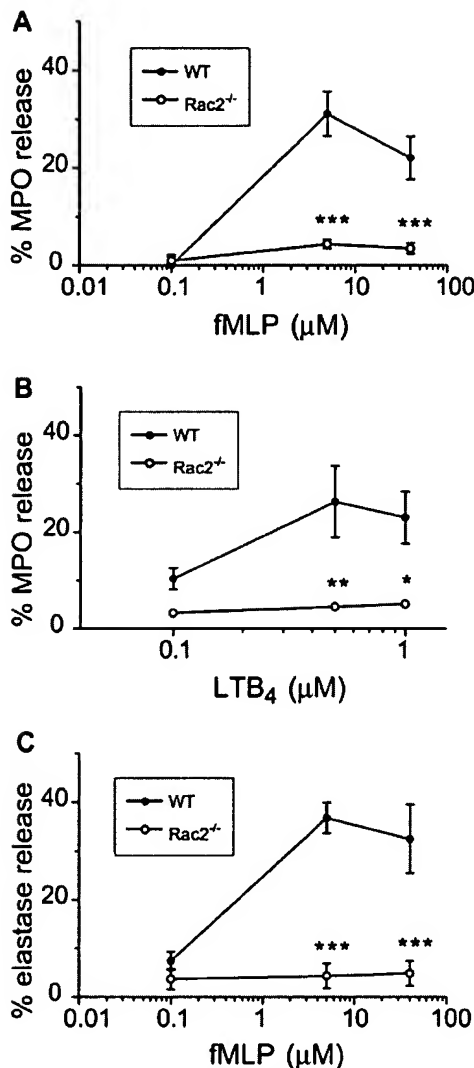 A
WT
Rac2-/-
% MPO release
40
20
0
***
***
0.01
0.1
1
10
100
fMLP (µM)
B
WT
Rac2-/-
% MPO release
40
20
0
**
*
0.1
1
LTB4 (µM)
C
WT
Rac2-/-
% elastase release
40
20
0
***
***
0.01
0.1
1
10
100
fMLP (µM)